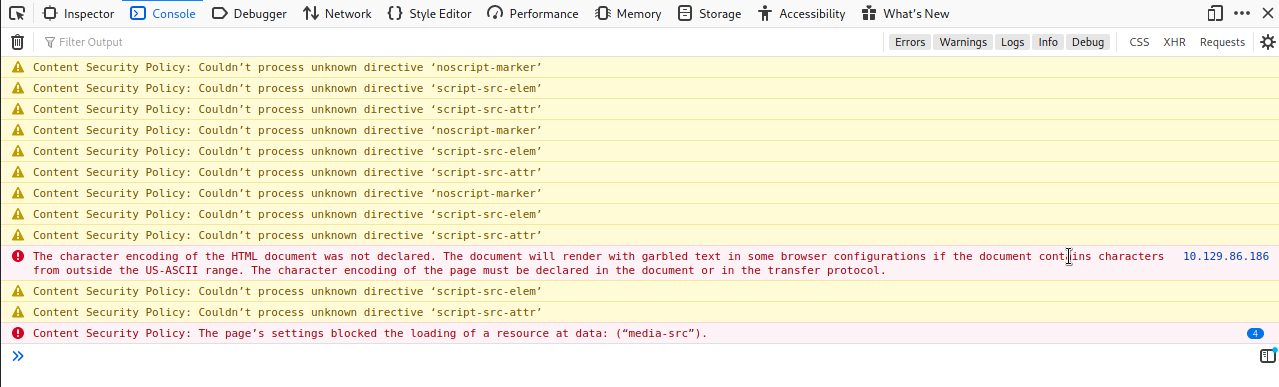 Inspector Console Debugger Network Style Editor Performance Memory Storage Accessibility What's New
Filter Output Errors Warnings Logs Info Debug CSS XHR Requests
Content Security Policy: Couldn’t process unknown directive ‘noscript-marker’
Content Security Policy: Couldn’t process unknown directive ‘script-src-elem’
Content Security Policy: Couldn’t process unknown directive ‘script-src-attr’
Content Security Policy: Couldn’t process unknown directive ‘noscript-marker’
Content Security Policy: Couldn’t process unknown directive ‘script-src-elem’
Content Security Policy: Couldn’t process unknown directive ‘script-src-attr’
Content Security Policy: Couldn’t process unknown directive ‘noscript-marker’
Content Security Policy: Couldn’t process unknown directive ‘script-src-elem’
Content Security Policy: Couldn’t process unknown directive ‘script-src-attr’
The character encoding of the HTML document was not declared. The document will render with garbled text in some browser configurations if the document contains characters 10.129.86.186
from outside the US-ASCII range. The character encoding of the page must be declared in the document or in the transfer protocol.
Content Security Policy: Couldn’t process unknown directive ‘script-src-elem’
Content Security Policy: Couldn’t process unknown directive ‘script-src-attr’
Content Security Policy: The page’s settings blocked the loading of a resource at data: (“media-src”). 4